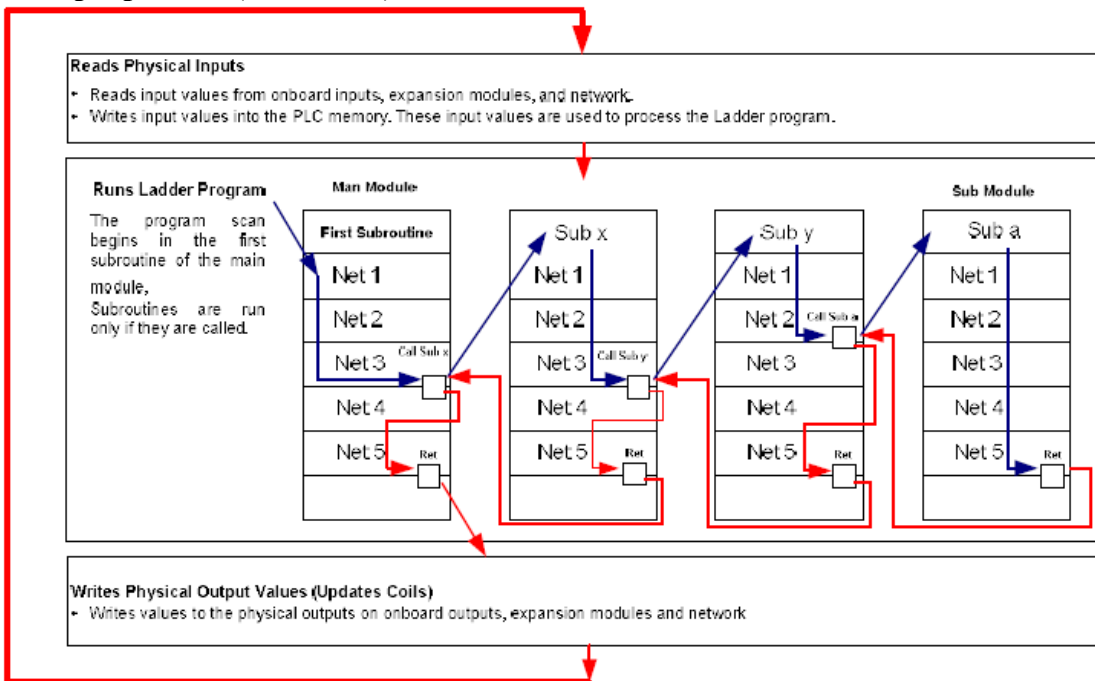 Reads Physical Inputs
• Reads input values from onboard inputs, expansion modules, and network.
• Writes input values into the PLC memory. These input values are used to process the Ladder program.
Runs Ladder Program
The program scan
begins in the first
subroutine of the main
module,
Subroutines are run
only if they are called.
Man Module
First Subroutine
Net 1
Net 2
Net 3
Call Sub x
Net 4
Net 5
Ret
Sub x
Net 1
Net 2
Net 3
Call Sub y
Net 4
Net 5
Ret
Sub y
Net 1
Net 2
Call Sub a
Net 3
Net 4
Net 5
Ret
Sub Module
Sub a
Net 1
Net 2
Net 3
Net 4
Net 5
Ret
Writes Physical Output Values (Updates Coils)
• Writes values to the physical outputs on onboard outputs, expansion modules and network